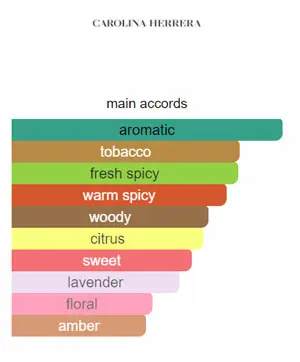 CAROLINA HERRERA
main accords
aromatic
tobacco
fresh spicy
warm spicy
woody
citrus
sweet
lavender
floral
amber